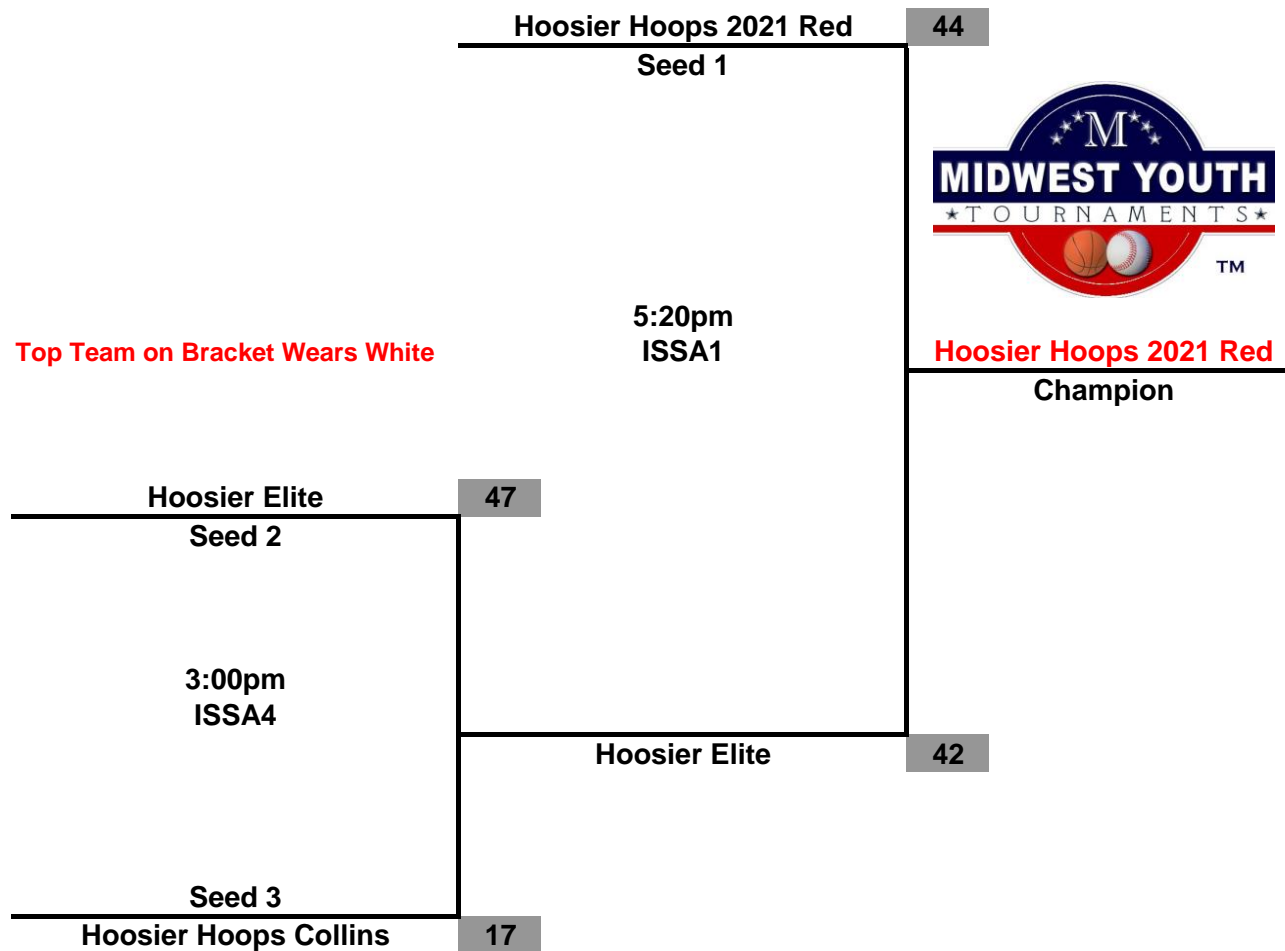 Hoosier Hoops 2021 Red 44
Seed 1
M
MIDWEST YOUTH
TOURNAMENTS
TM
5:20pm
Top Team on Bracket Wears White ISSA1 Hoosier Hoops 2021 Red
Champion
Hoosier Elite 47
Seed 2
3:00pm
ISSA4
Hoosier Elite 42
Seed 3
Hoosier Hoops Collins 17